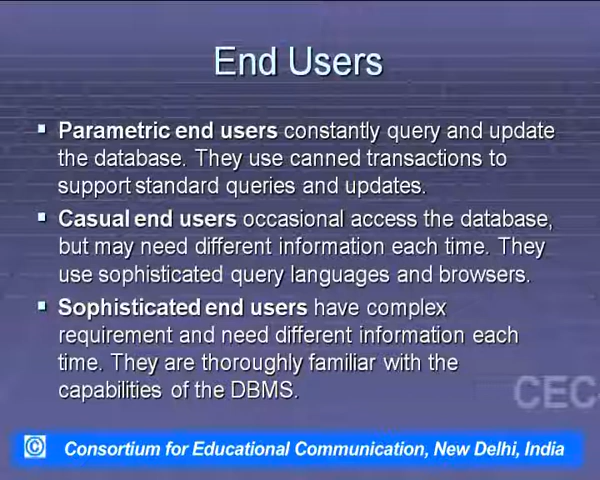 End Users
Parametric end users constantly query and update
the database. They use canned transactions to
support standard queries and updates.
Casual end users occasional access the database,
but may need different information each time. They
use sophisticated query languages and browsers.
Sophisticated end users have complex
requirement and need different information each
time. They are thoroughly familiar with the
capabilities of the DBMS.
CEC
© Consortium for Educational Communication, New Delhi, India